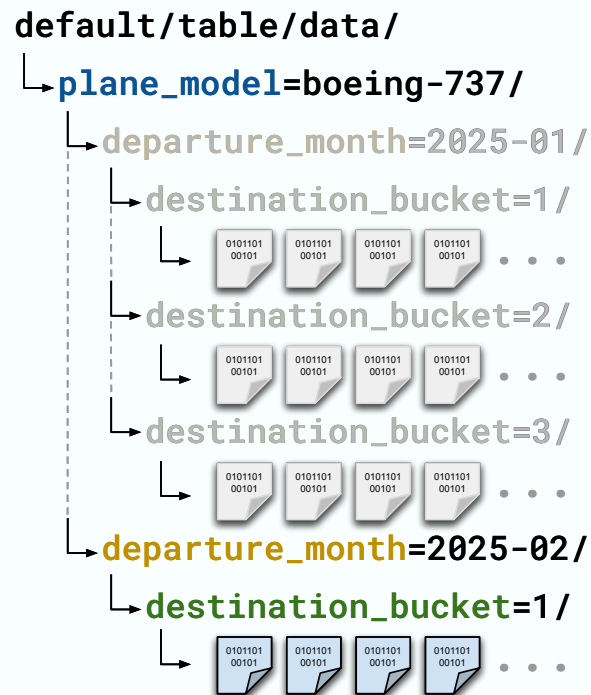 default/table/data/
plane_model=boeing-737/
departure_month=2025-01/
destination_bucket=1/
0101101 0101101 0101101 0101101
00101 00101 00101 00101
destination_bucket=2/
0101101 0101101 0101101 0101101
00101 00101 00101 00101
destination_bucket=3/
0101101 0101101 0101101 0101101
00101 00101 00101 00101
departure_month=2025-02/
destination_bucket=1/
0101101 0101101 0101101 0101101
00101 00101 00101 00101